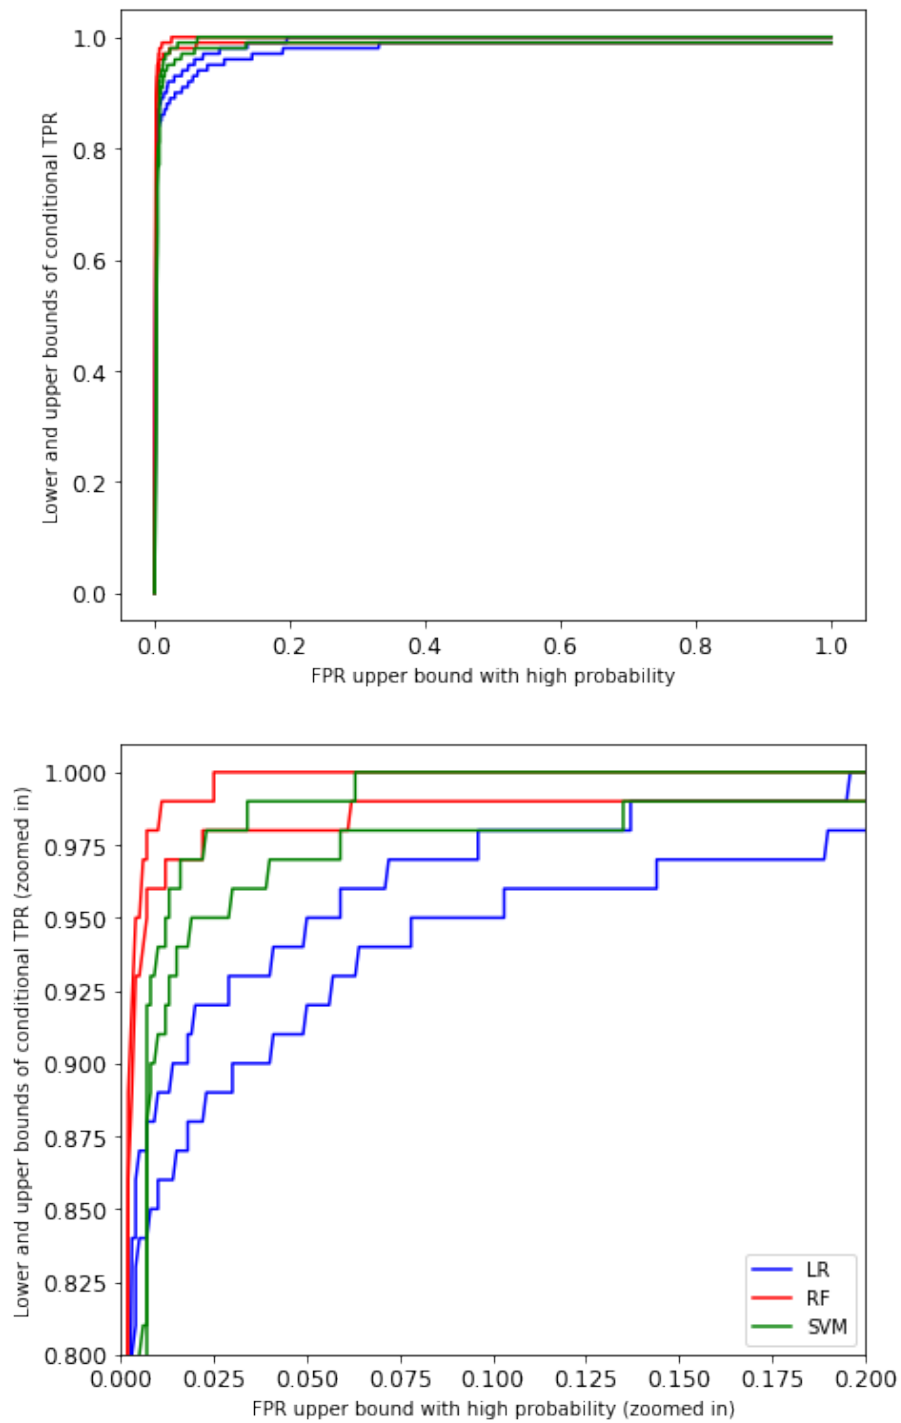 Lower and upper bounds of conditional TPR
1.0
0.8
0.6
0.4
0.2
0.0
0.0 0.2 0.4 0.6 0.8 1.0
FPR upper bound with high probability
Lower and upper bounds of conditional TPR (zoomed in)
1.000
0.975
0.950
0.925
0.900
0.875
0.850
0.825
0.800
LR
RF
SVM
0.000 0.025 0.050 0.075 0.100 0.125 0.150 0.175 0.200
FPR upper bound with high probability (zoomed in)